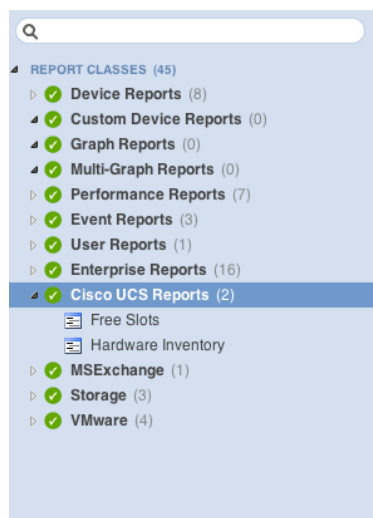 REPORT CLASSES (45)
Device Reports (8)
Custom Device Reports (0)
Graph Reports (0)
Multi-Graph Reports (0)
Performance Reports (7)
Event Reports (3)
User Reports (1)
Enterprise Reports (16)
Cisco UCS Reports (2)
Free Slots
Hardware Inventory
MSExchange (1)
Storage (3)
VMware (4)